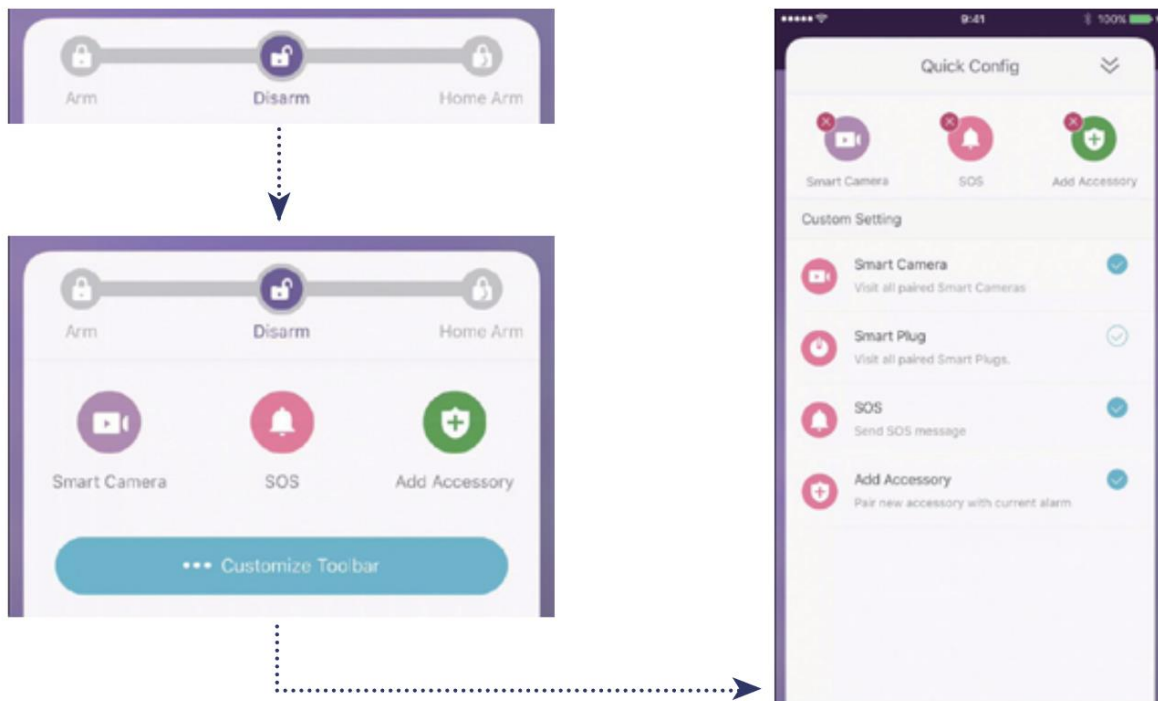 Arm Disarm Home Arm
Arm Disarm Home Arm
Smart Camera SOS Add Accessory
••• Customize Toolbar
9:41 100%
Quick Config
Smart Camera SOS Add Accessory
Custom Setting
Smart Camera
Visit all paired Smart Cameras
Smart Plug
Visit all paired Smart Plugs.
SOS
Send SOS message
Add Accessory
Pair new accessory with current alarm